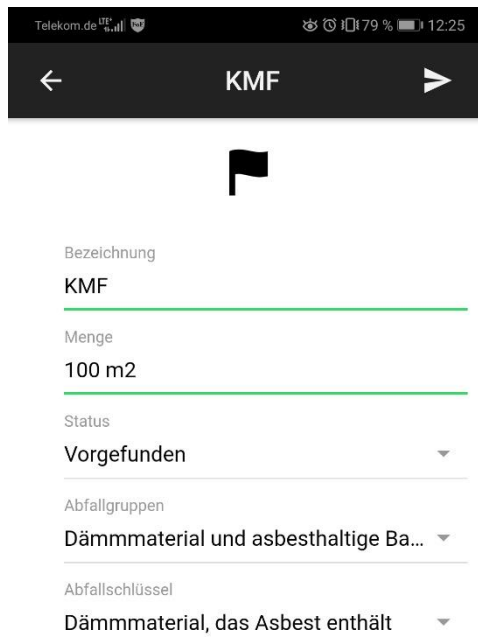 Telekom.de LTE+ 79 % 12:25
KMF
Bezeichnung
KMF
Menge
100 m2
Status
Vorgefunden
Abfallgruppen
Dämmmaterial und asbesthaltige Ba...
Abfallschlüssel
Dämmmaterial, das Asbest enthält